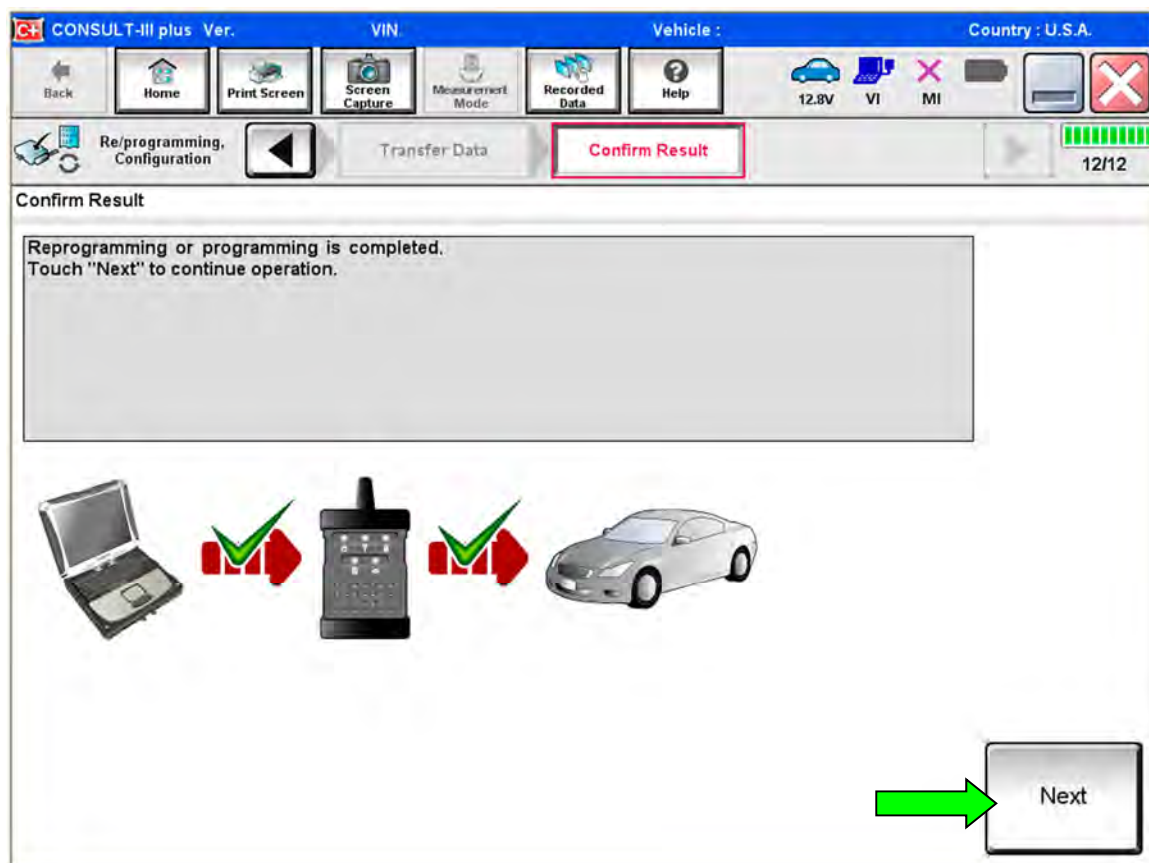 C+ CONSULT-III plus Ver. VIN Vehicle : Country : U.S.A.
Back
Home
Print Screen
Screen
Capture
Measurement
Mode
Recorded
Data
Help
12.8V
VI
MI
Re/programming,
Configuration
Transfer Data
Confirm Result
12/12
Confirm Result
Reprogramming or programming is completed.
Touch "Next" to continue operation.
Next